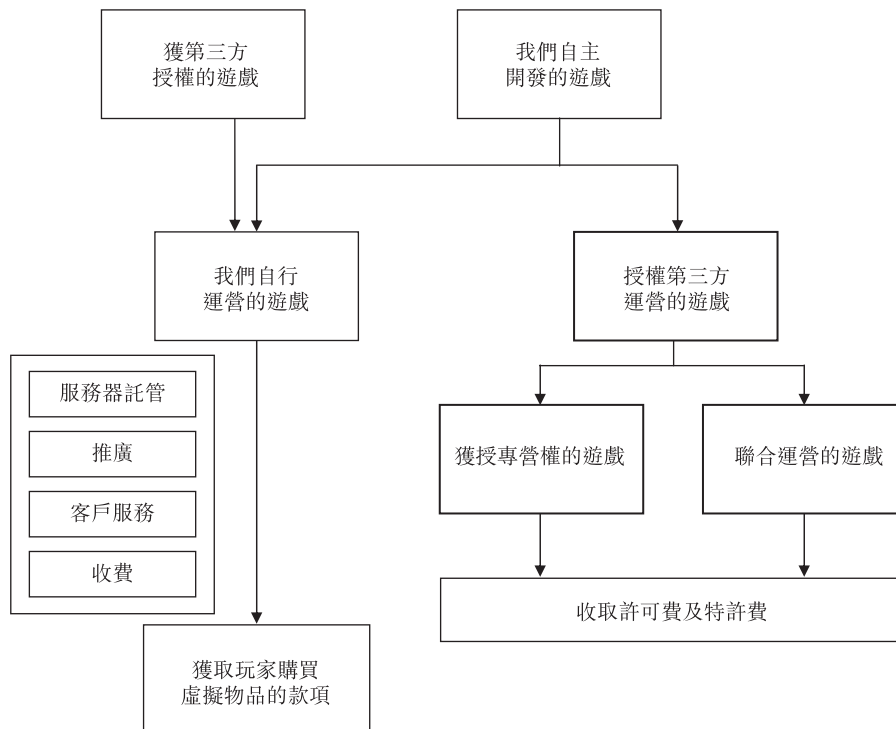 獲第三方
授權的遊戲
我們自主
開發的遊戲
我們自行
運營的遊戲
授權第三方
運營的遊戲
服務器託管
推廣
客戶服務
收費
獲授專營權的遊戲
聯合運營的遊戲
收取許可費及特許費
獲取玩家購買
虛擬物品的款項